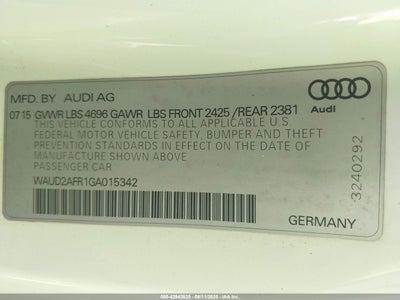 MFD. BY AUDI AG
07 15 GVWR LBS 4696 GAWR LBS FRONT 2425 /REAR 2381
THIS VEHICLE CONFORMS TO ALL APPLICABLE U S
FEDERAL MOTOR VEHICLE SAFETY, BUMPER AND THEFT
PREVENTION STANDARDS IN EFFECT ON THE DATE OF
MANUFACTURE SHOWN ABOVE
PASSENGER CAR
WAUD2AFR1GA015342
Audi
3240292
GERMANY